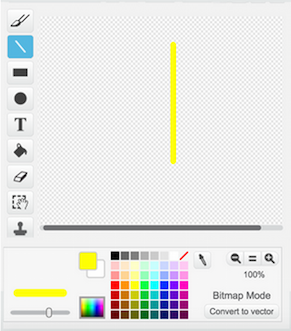 T
100%
Bitmap Mode
Convert to vector